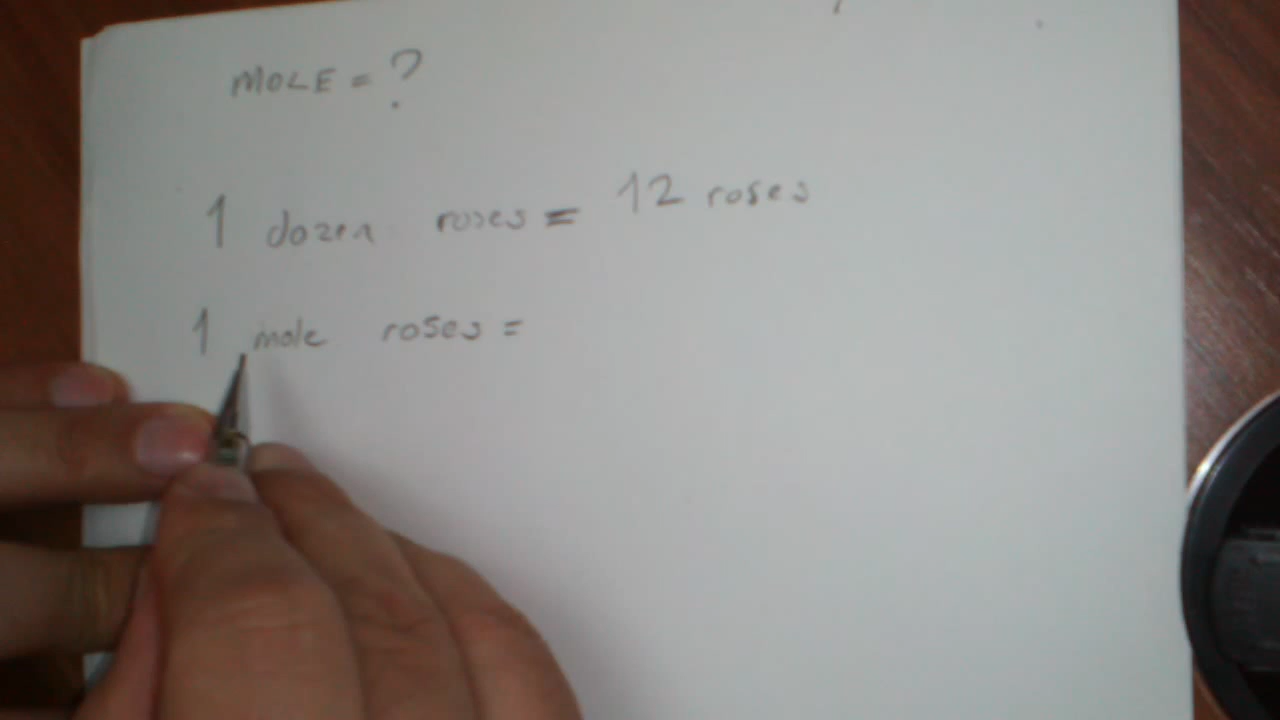 MOLE = ?
1 dozen roses = 12 roses
1 mole roses =